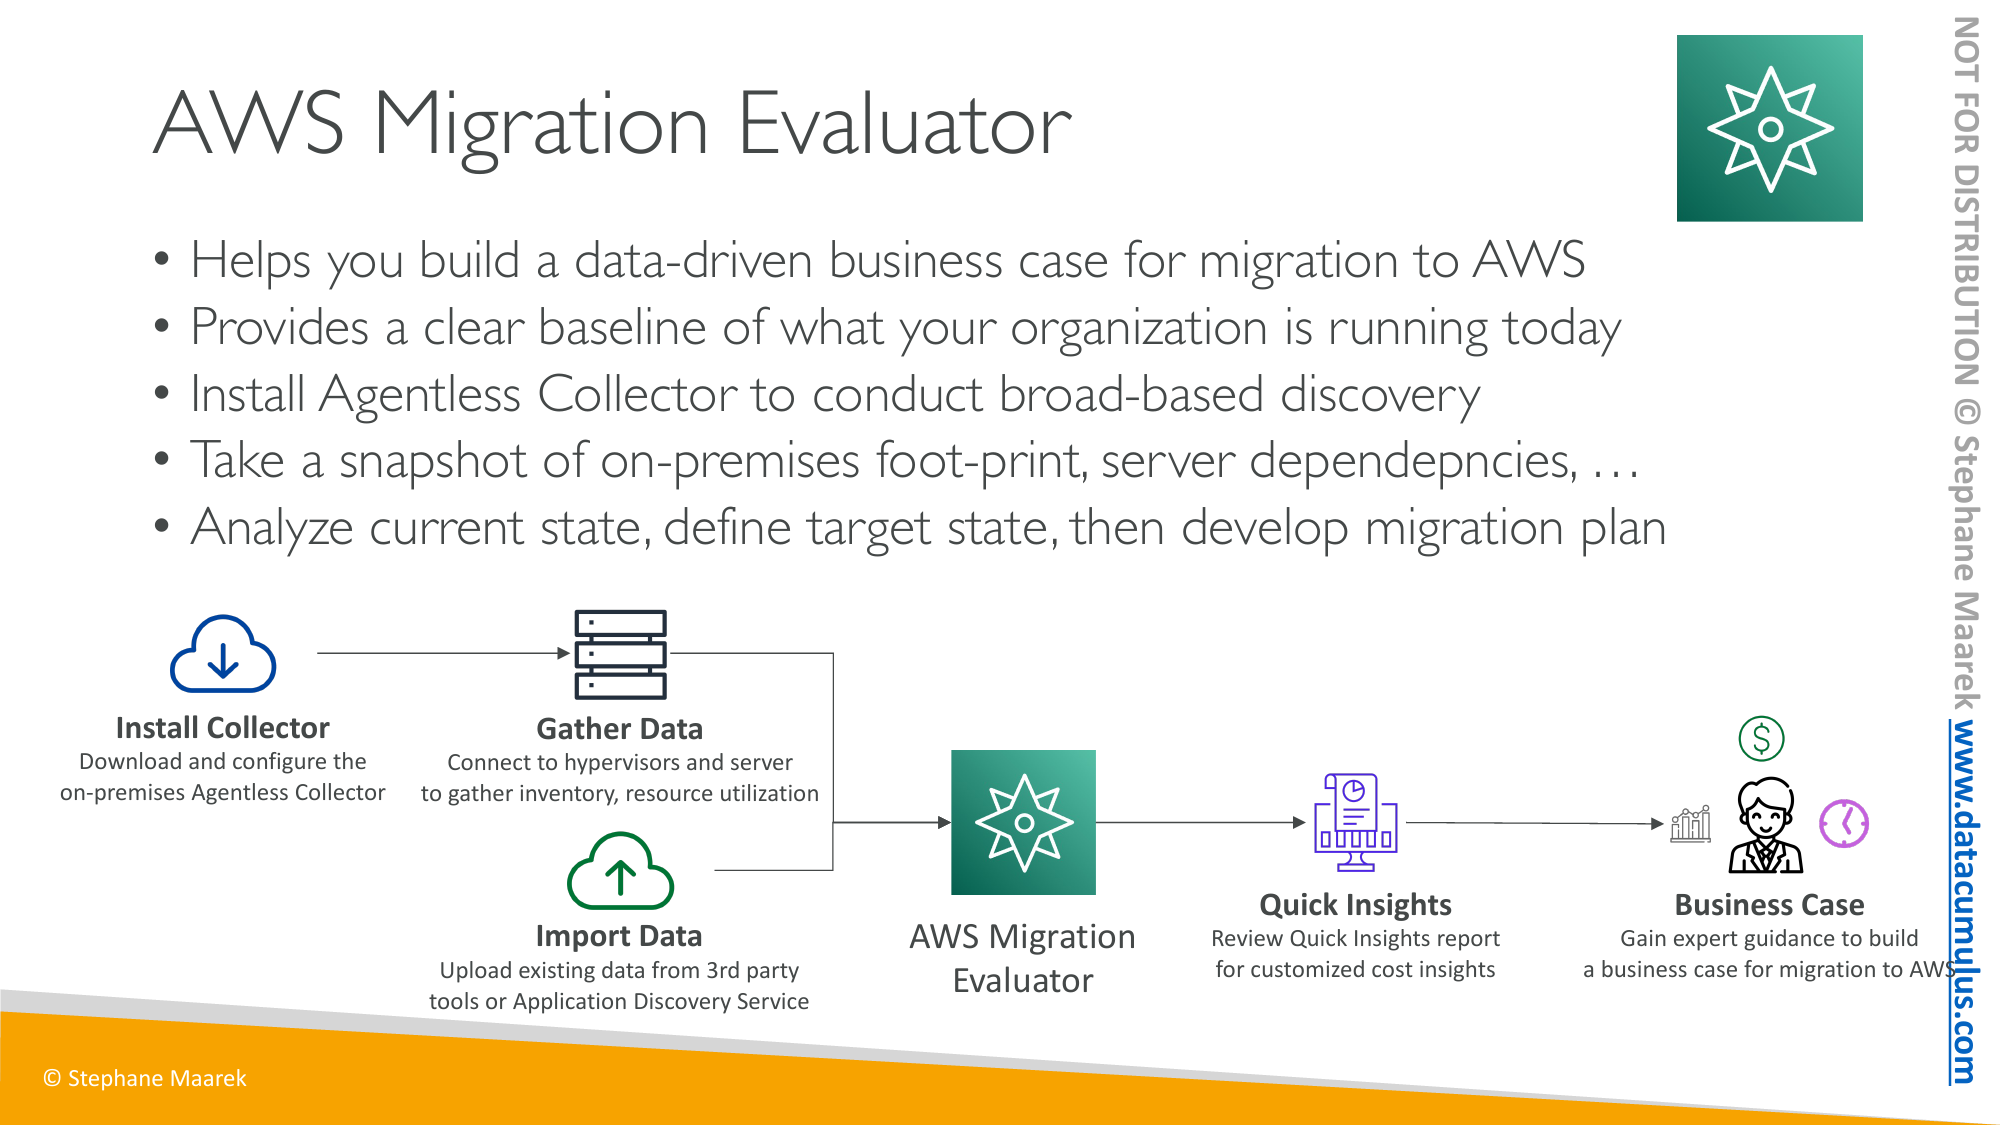 AWS Migration Evaluator
• Helps you build a data-driven business case for migration to AWS
• Provides a clear baseline of what your organization is running today
• Install Agentless Collector to conduct broad-based discovery
• Take a snapshot of on-premises foot-print, server dependepncies, …
• Analyze current state, define target state, then develop migration plan
Install Collector
Download and configure the
on-premises Agentless Collector
Gather Data
Connect to hypervisors and server
to gather inventory, resource utilization
Import Data
Upload existing data from 3rd party
tools or Application Discovery Service
AWS Migration
Evaluator
Quick Insights
Review Quick Insights report
for customized cost insights
Business Case
Gain expert guidance to build
a business case for migration to AWS
© Stephane Maarek
NOT FOR DISTRIBUTION © Stephane Maarek www.datacumulus.com